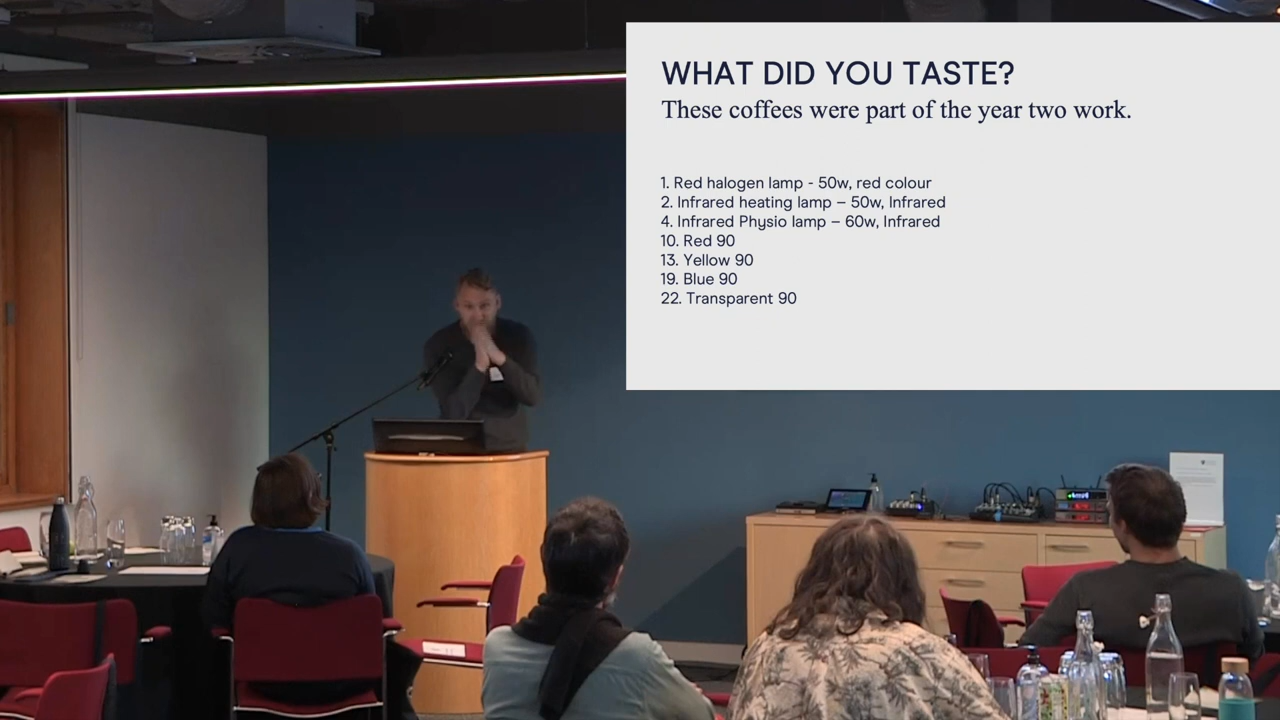 WHAT DID YOU TASTE?
These coffees were part of the year two work.
1. Red halogen lamp - 50w, red colour
2. Infrared heating lamp – 50w, Infrared
4. Infrared Physio lamp – 60w, Infrared
10. Red 90
13. Yellow 90
19. Blue 90
22. Transparent 90